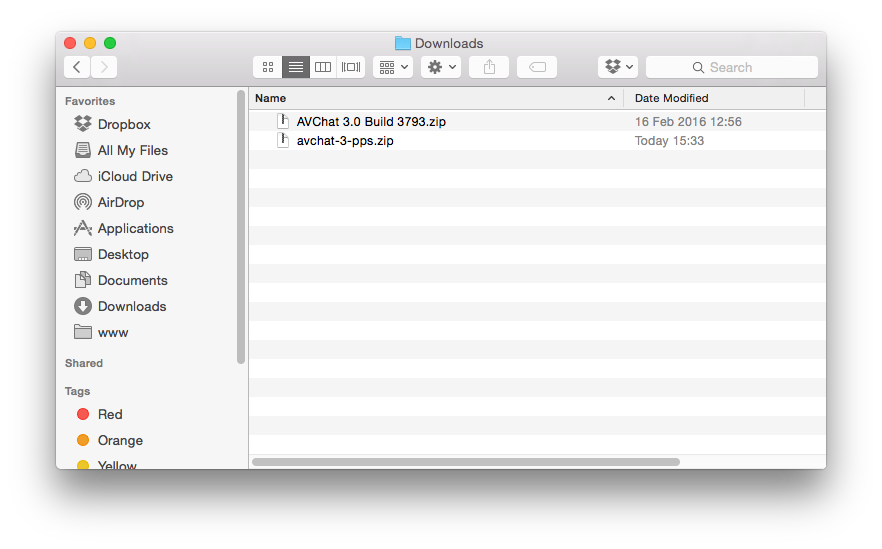 Downloads
Search
Favorites
Dropbox
All My Files
iCloud Drive
AirDrop
Applications
Desktop
Documents
Downloads
www
Shared
Tags
Red
Orange
Yellow
Name Date Modified
AVChat 3.0 Build 3793.zip 16 Feb 2016 12:56
avchat-3-pps.zip Today 15:33